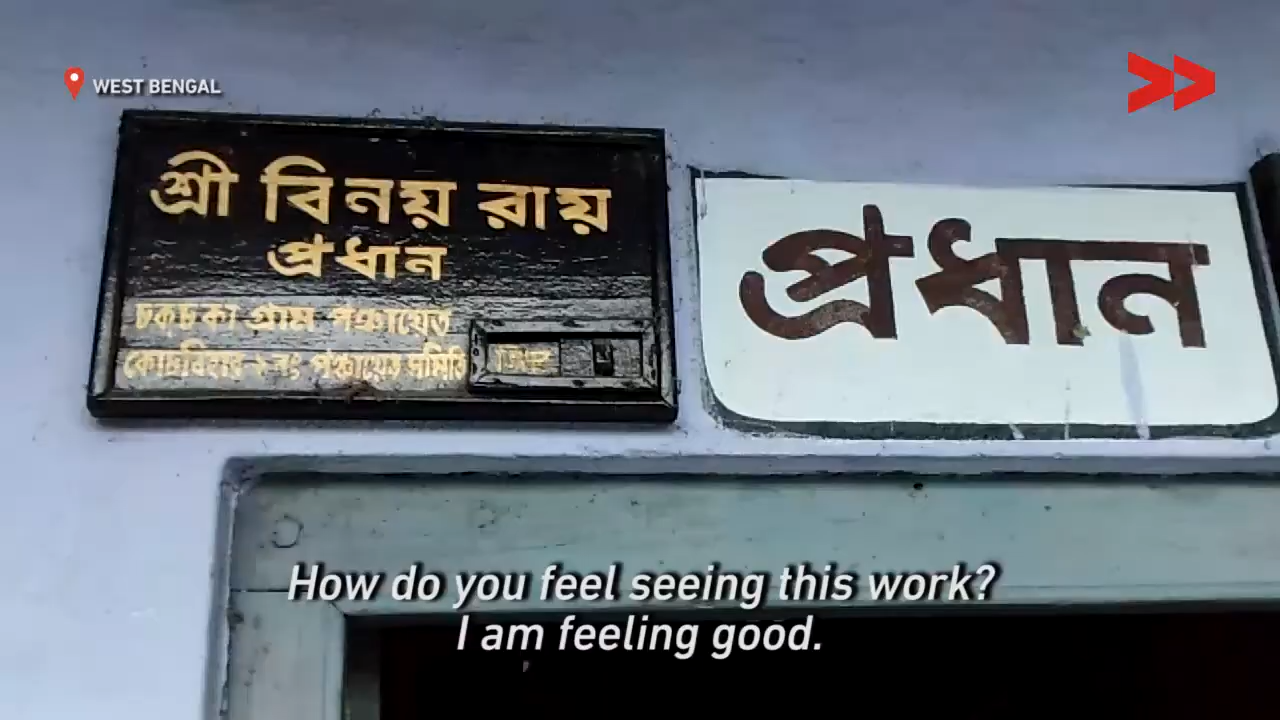 WEST BENGAL
শ্রী বিনয় রায়
প্রধান
চকচকা গ্রাম পঞ্চায়েত
কোচবিহার ২নং পঞ্চায়েত সমিতি
প্রধান
How do you feel seeing this work?
I am feeling good.